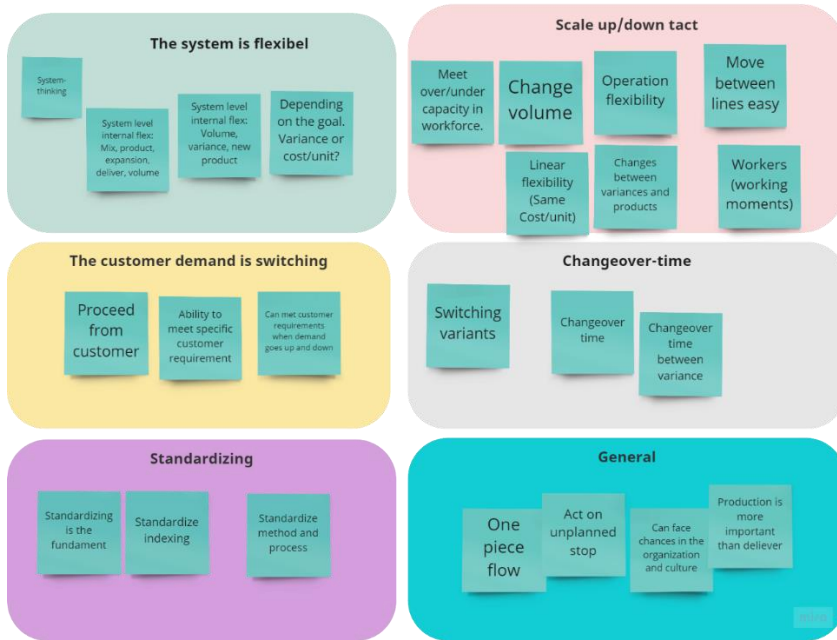 The system is flexibel
System-
thinking
System level
internal flex:
Mix, product,
expansion,
deliver, volume
System level
internal flex:
Volume,
variance, new
product
Depending
on the goal.
Variance or
cost/unit?
Scale up/down tact
Meet
over/under
capacity in
workforce.
Change
volume
Operation
flexibility
Move
between
lines easy
Linear
flexibility
(Same
Cost/unit)
Changes
between
variances and
products
Workers
(working
moments)
The customer demand is switching
Proceed
from
customer
Ability to
meet specific
customer
requirement
Can met customer
requirements
when demand
goes up and down
Changeover-time
Switching
variants
Changeover
time
Changeover
time
between
variance
Standardizing
Standardizing
is the
fundament
Standardize
indexing
Standardize
method and
process
General
One
piece
flow
Act on
unplanned
stop
Can face
chances in the
organization
and culture
Production is
more
important
than deliever
miro